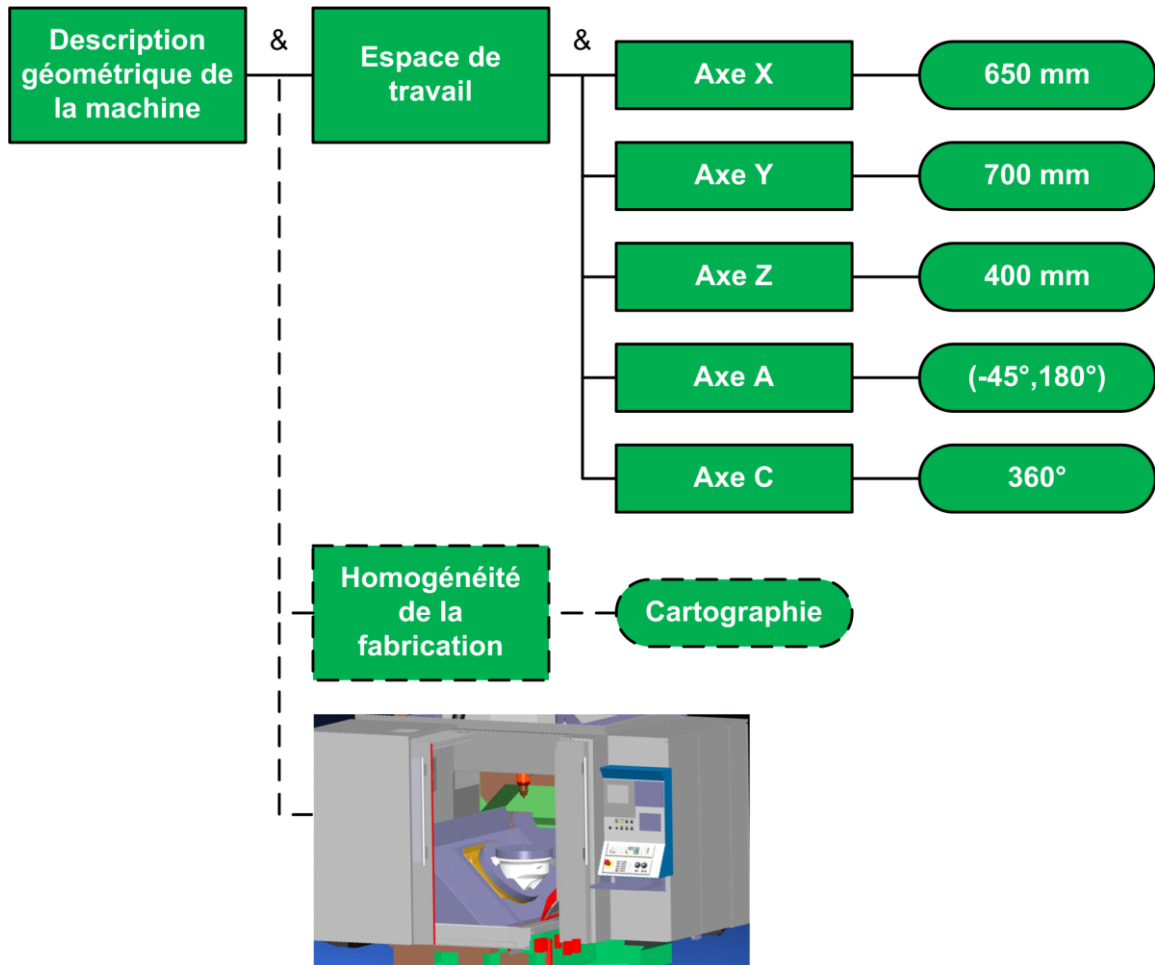 Description
géométrique de
la machine
&
Espace de
travail
&
Axe X
650 mm
Axe Y
700 mm
Axe Z
400 mm
Axe A
(-45°,180°)
Axe C
360°
Homogénéité
de la
fabrication
Cartographie